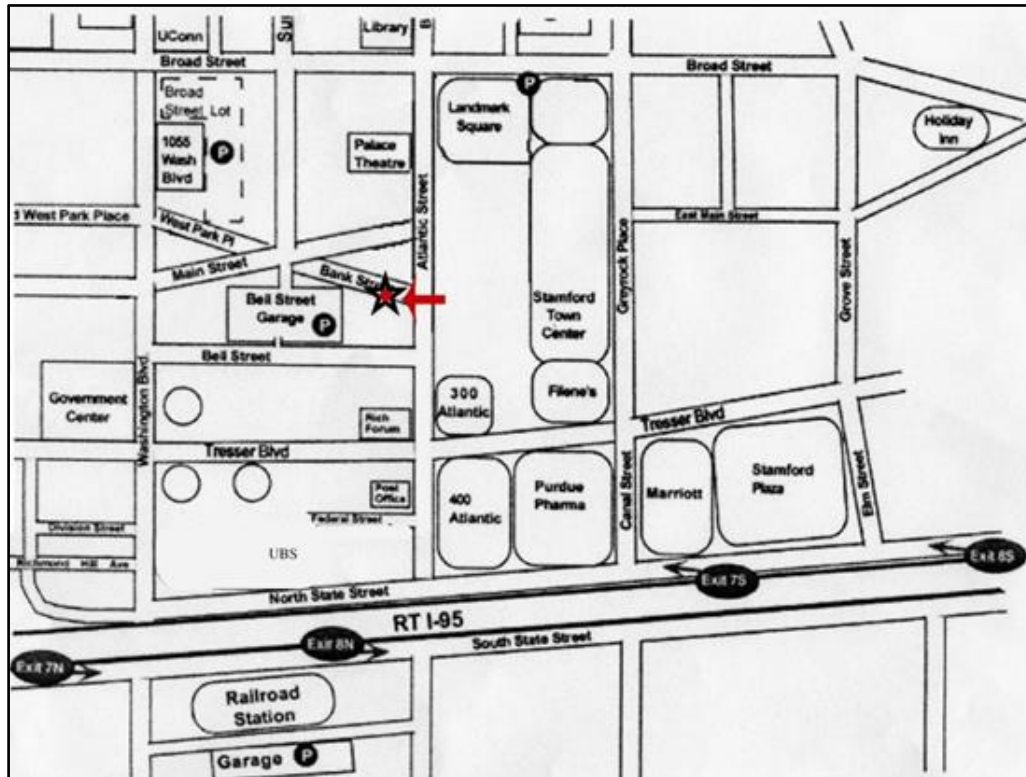 UConn
Library
B
Broad Street
Broad Street
Broad
Street Lot
1055
Wash
Blvd
P
Palace
Theatre
Landmark
Square
P
Holiday
Inn
Atlantic Street
Greyrock Place
Grove Street
East Main Street
d West Park Place
West Park Pl
Main Street
Bank
Bell Street
Garage
P
Stamford
Town
Center
Bell Street
Government
Center
Washington Blvd.
300
Atlantic
Filene's
Rich
Forum
Tresser Blvd
Tresser Blvd
Post
Office
Federal Street
400
Atlantic
Purdue
Pharma
Canal Street
Marriott
Stamford
Plaza
Elm Street
Division Street
Richmond Hill Ave
UBS
North State Street
Exit 7S
Exit 8S
RT I-95
South State Street
Exit 7N
Exit 8N
Railroad
Station
Garage P